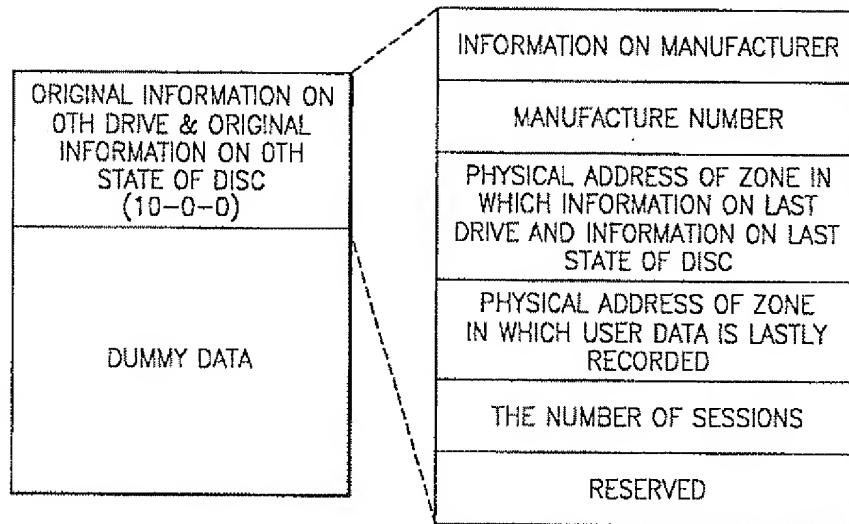 ORIGINAL INFORMATION ON
0TH DRIVE & ORIGINAL
INFORMATION ON 0TH
STATE OF DISC
(10-0-0)
DUMMY DATA
INFORMATION ON MANUFACTURER
MANUFACTURE NUMBER
PHYSICAL ADDRESS OF ZONE IN
WHICH INFORMATION ON LAST
DRIVE AND INFORMATION ON LAST
STATE OF DISC
PHYSICAL ADDRESS OF ZONE
IN WHICH USER DATA IS LASTLY
RECORDED
THE NUMBER OF SESSIONS
RESERVED